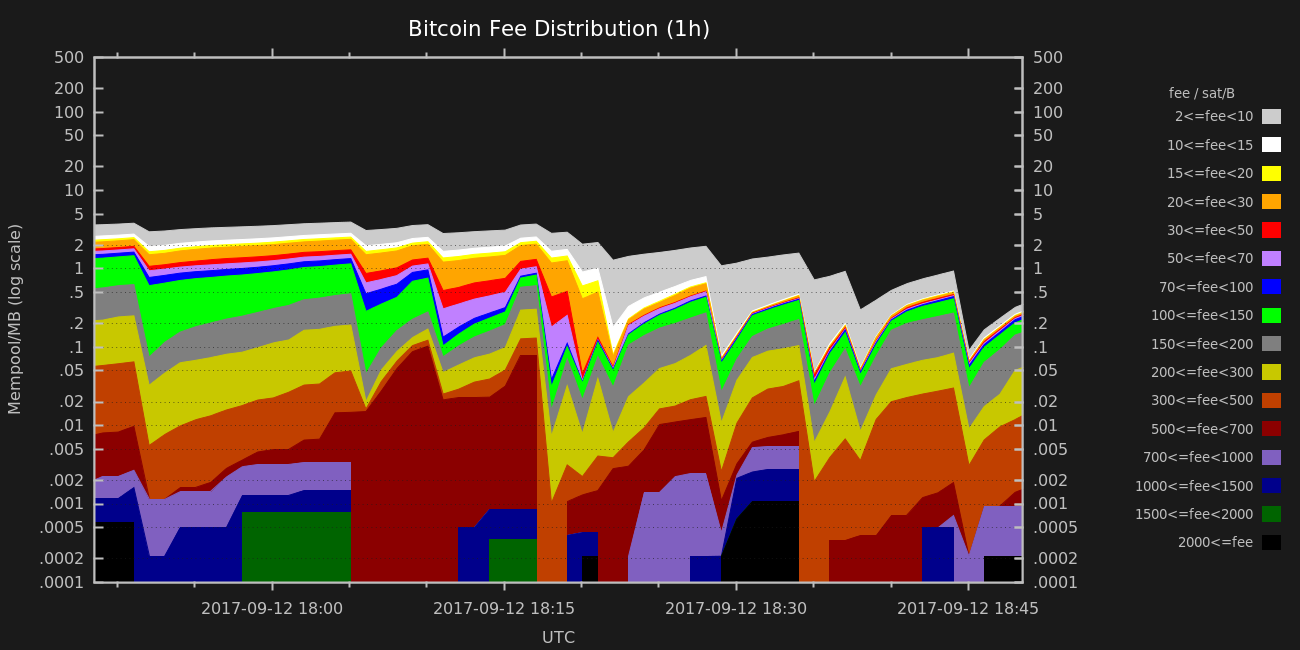 Bitcoin Fee Distribution (1h)
Mempool/MB (log scale)
500
200
100
50
20
10
5
2
1
.5
.2
.1
.05
.02
.01
.005
.002
.001
.0005
.0002
.0001
500
200
100
50
20
10
5
2
1
.5
.2
.1
.05
.02
.01
.005
.002
.001
.0005
.0002
.0001
2017-09-12 18:00
2017-09-12 18:15
2017-09-12 18:30
2017-09-12 18:45
UTC
fee / sat/B
2<=fee<10
10<=fee<15
15<=fee<20
20<=fee<30
30<=fee<50
50<=fee<70
70<=fee<100
100<=fee<150
150<=fee<200
200<=fee<300
300<=fee<500
500<=fee<700
700<=fee<1000
1000<=fee<1500
1500<=fee<2000
2000<=fee